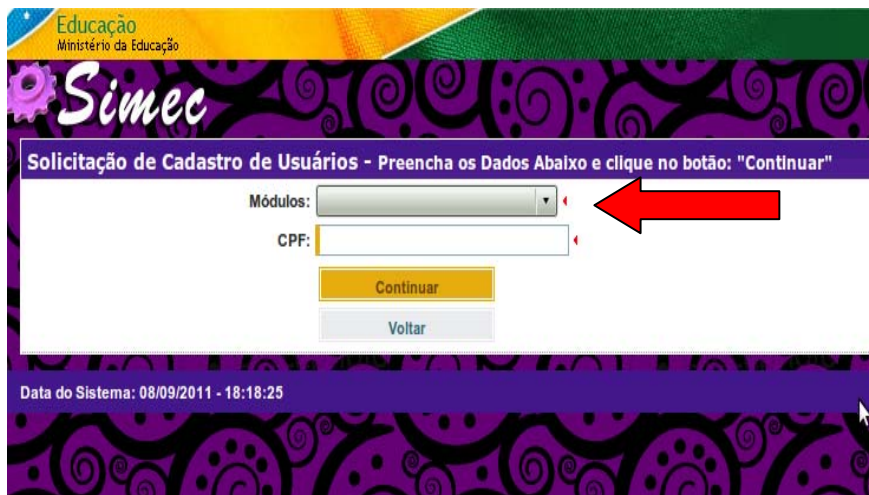 Educação
Ministério da Educação
Simec
Solicitação de Cadastro de Usuários - Preencha os Dados Abaixo e clique no botão: "Continuar"
Módulos:
CPF:
Continuar
Voltar
Data do Sistema: 08/09/2011 - 18:18:25